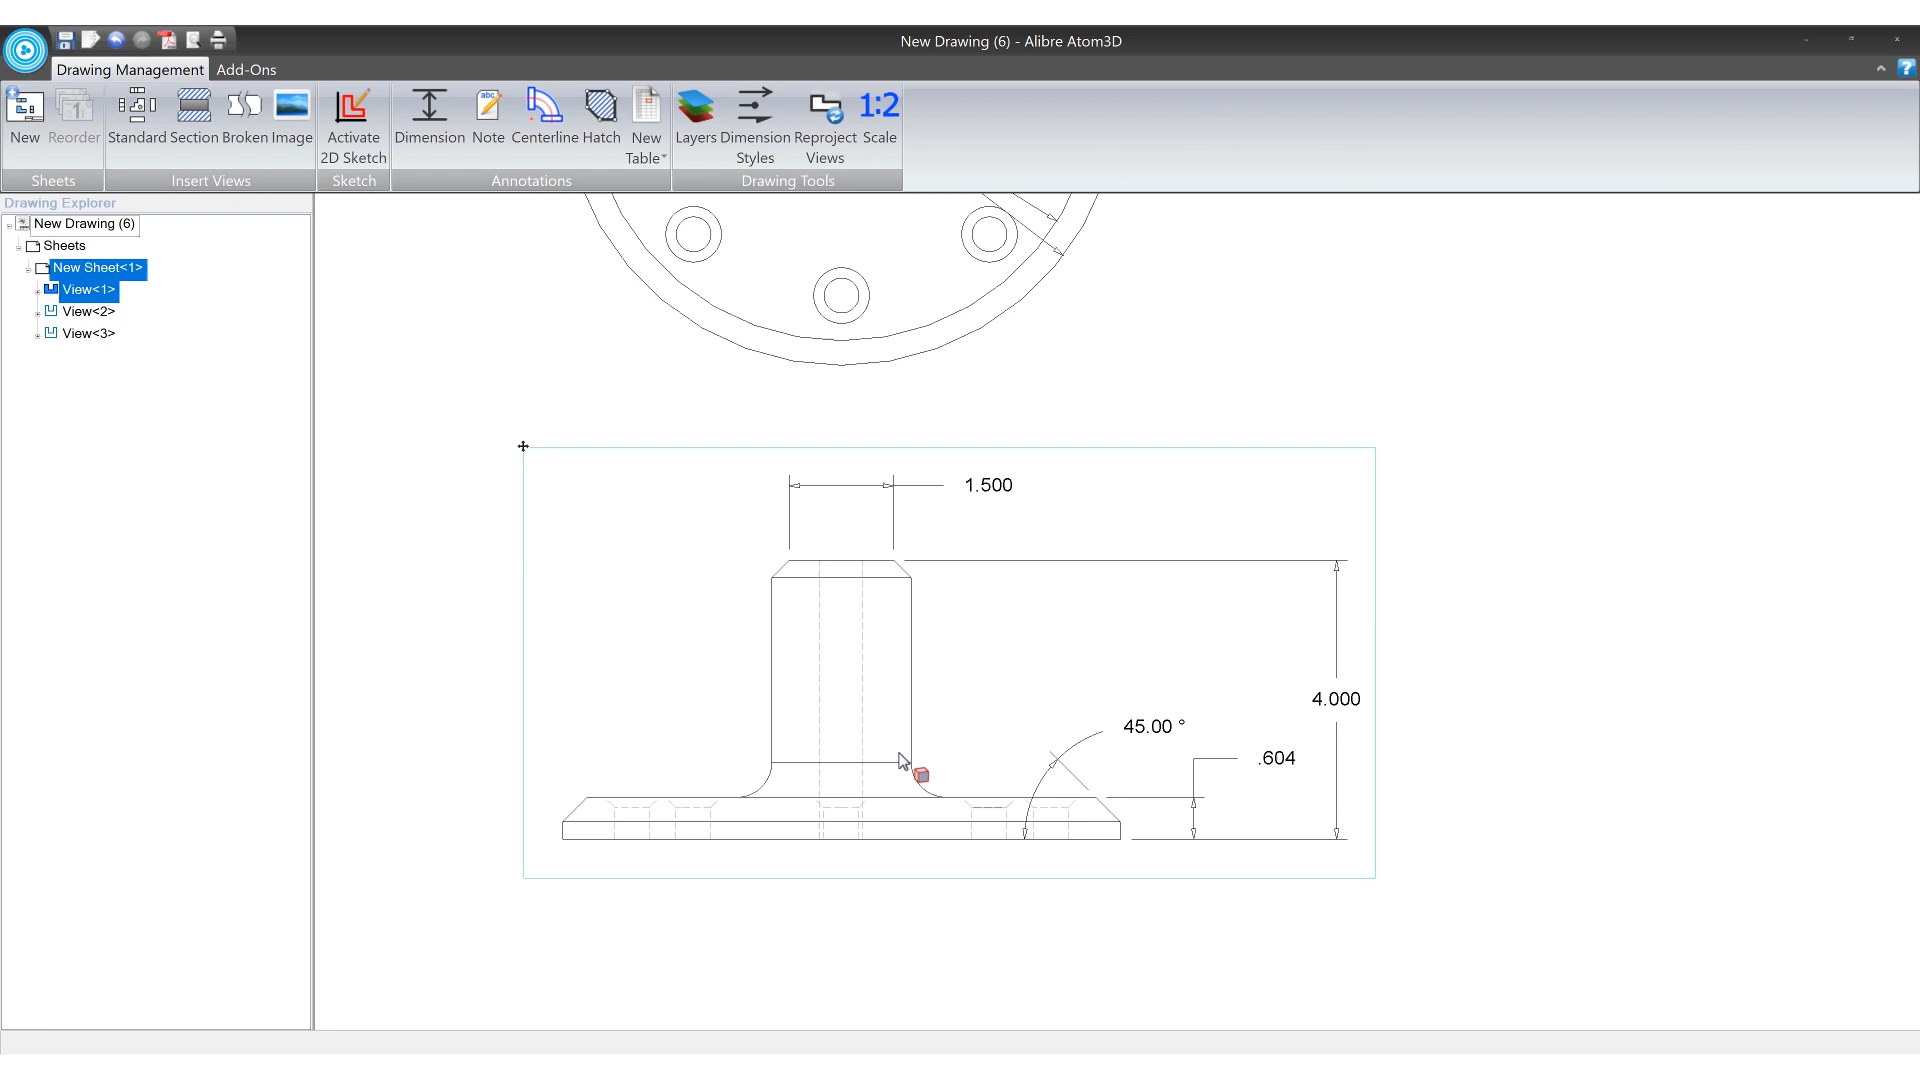 New Drawing (6) - Alibre Atom3D
Drawing Management Add-Ons
New Reorder Standard Section Broken Image Activate 2D Sketch Dimension Note Centerline Hatch New Table Layers Dimension Styles Reproject Views 1:2 Scale
Sheets Insert Views Sketch Annotations Drawing Tools
Drawing Explorer
New Drawing (6)
Sheets
New Sheet<1>
View<1>
View<2>
View<3>
1.500
4.000
45.00 °
.604